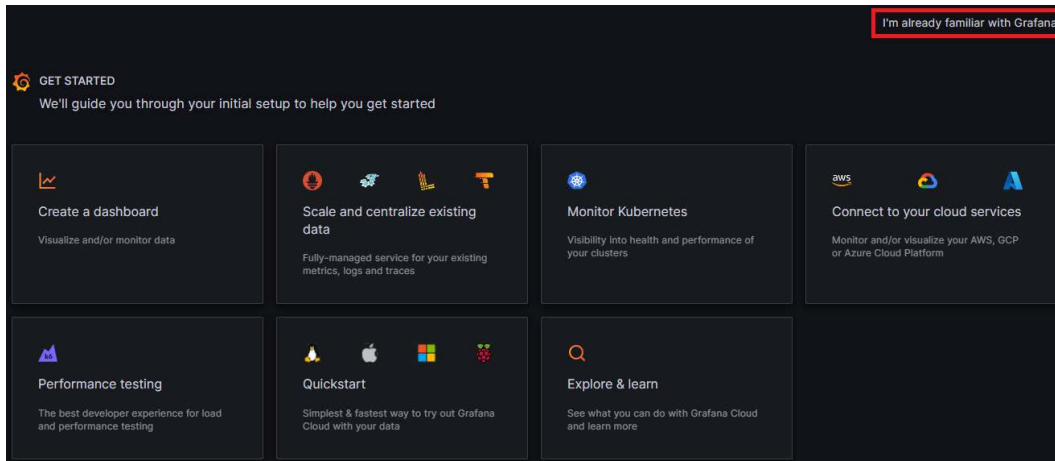 I'm already familiar with Grafana
GET STARTED
We'll guide you through your initial setup to help you get started
Create a dashboard
Visualize and/or monitor data
Scale and centralize existing
data
Fully-managed service for your existing
metrics, logs and traces
Monitor Kubernetes
Visibility into health and performance of
your clusters
aws
Connect to your cloud services
Monitor and/or visualize your AWS, GCP
or Azure Cloud Platform
k6
Performance testing
The best developer experience for load
and performance testing
Quickstart
Simplest & fastest way to try out Grafana
Cloud with your data
Explore & learn
See what you can do with Grafana Cloud
and learn more